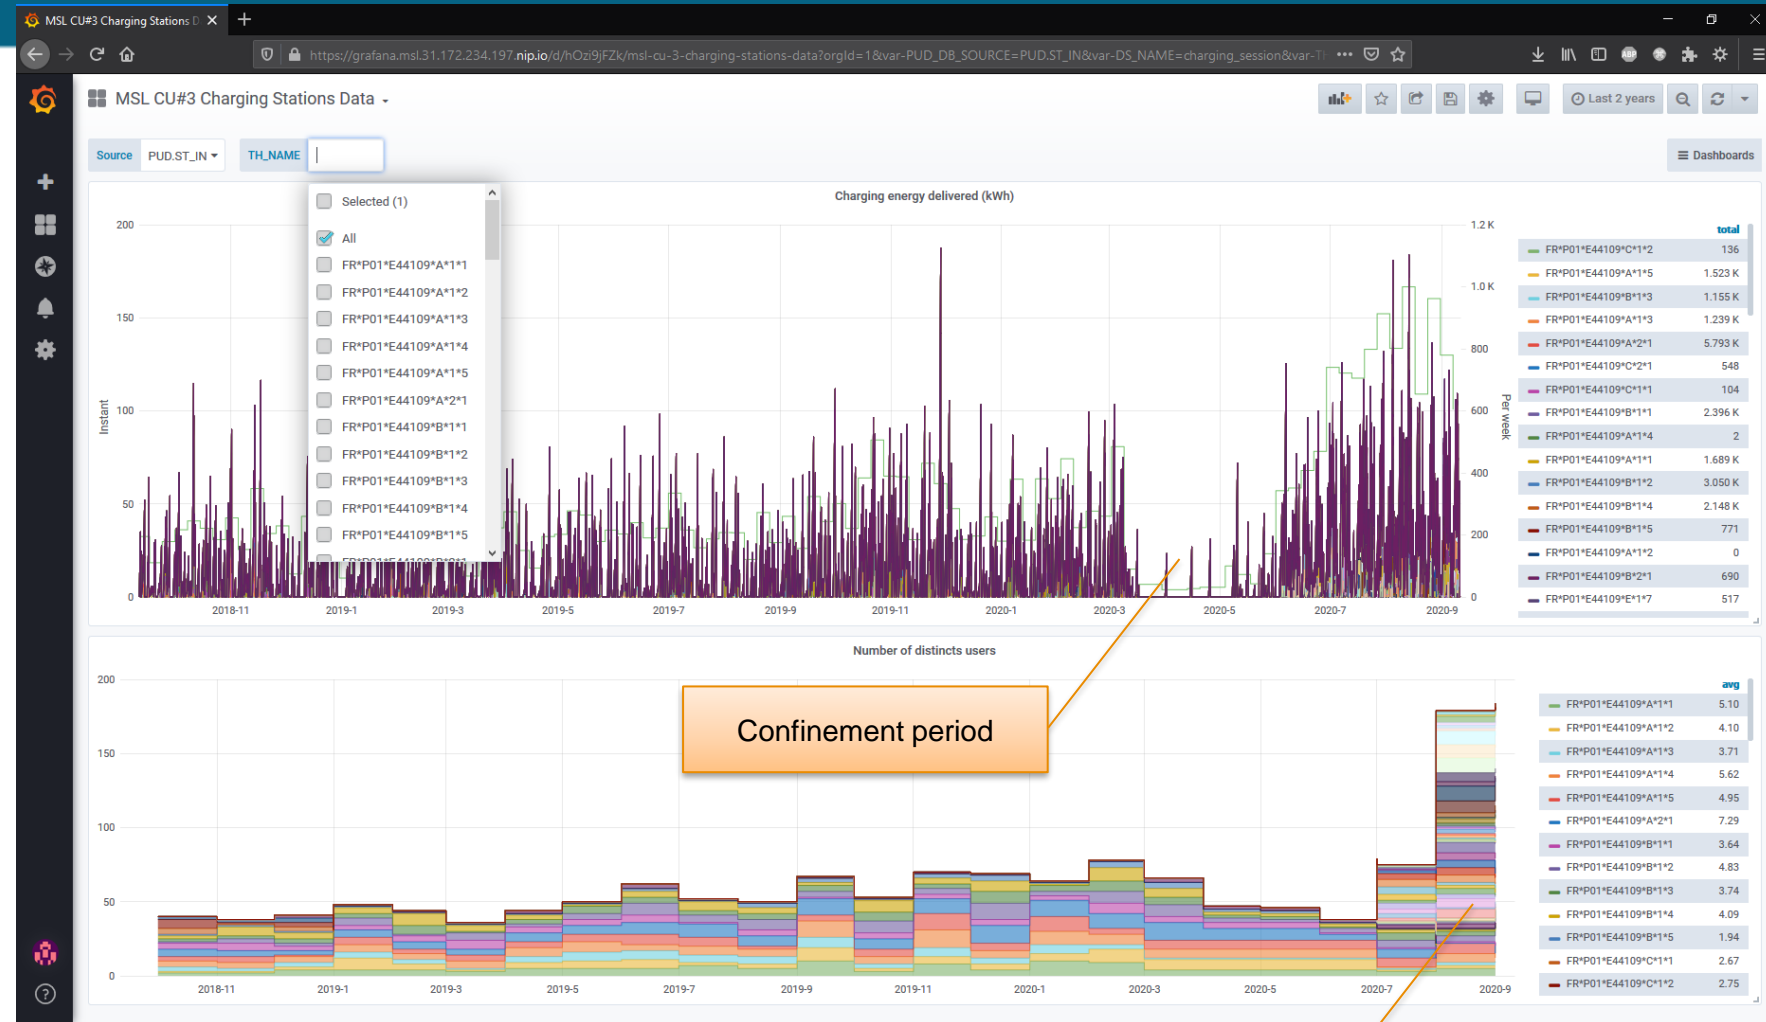 MSL CU#3 Charging Stations D
https://grafana.msl.31.172.234.197.nip.io/d/hOzi9jFZk/msl-cu-3-charging-stations-data?orgId=1&var-PUD_DB_SOURCE=PUD.ST_IN&var-DS_NAME=charging_session&var-T
ABP
MSL CU#3 Charging Stations Data
Last 2 years
Source PUD.ST_IN TH_NAME
Dashboards
Selected (1)
All
FR*P01*E44109*A*1*1
FR*P01*E44109*A*1*2
FR*P01*E44109*A*1*3
FR*P01*E44109*A*1*4
FR*P01*E44109*A*1*5
FR*P01*E44109*A*2*1
FR*P01*E44109*B*1*1
FR*P01*E44109*B*1*2
FR*P01*E44109*B*1*3
FR*P01*E44109*B*1*4
FR*P01*E44109*B*1*5
Charging energy delivered (kWh)
Instant
200
150
100
50
0
1.2 K
1.0 K
800
600
400
200
0
Per week
2018-11 2019-1 2019-3 2019-5 2019-7 2019-9 2019-11 2020-1 2020-3 2020-5 2020-7 2020-9
total
FR*P01*E44109*C*1*2 136
FR*P01*E44109*A*1*5 1.523 K
FR*P01*E44109*B*1*3 1.155 K
FR*P01*E44109*A*1*3 1.239 K
FR*P01*E44109*A*2*1 5.793 K
FR*P01*E44109*C*2*1 548
FR*P01*E44109*C*1*1 104
FR*P01*E44109*B*1*1 2.396 K
FR*P01*E44109*A*1*4 2
FR*P01*E44109*A*1*1 1.689 K
FR*P01*E44109*B*1*2 3.050 K
FR*P01*E44109*B*1*4 2.148 K
FR*P01*E44109*B*1*5 771
FR*P01*E44109*A*1*2 0
FR*P01*E44109*B*2*1 690
FR*P01*E44109*E*1*7 517
Number of distincts users
200
150
100
50
0
Confinement period
2018-11 2019-1 2019-3 2019-5 2019-7 2019-9 2019-11 2020-1 2020-3 2020-5 2020-7 2020-9
avg
FR*P01*E44109*A*1*1 5.10
FR*P01*E44109*A*1*2 4.10
FR*P01*E44109*A*1*3 3.71
FR*P01*E44109*A*1*4 5.62
FR*P01*E44109*A*1*5 4.95
FR*P01*E44109*A*2*1 7.29
FR*P01*E44109*B*1*1 3.64
FR*P01*E44109*B*1*2 4.83
FR*P01*E44109*B*1*3 3.74
FR*P01*E44109*B*1*4 4.09
FR*P01*E44109*B*1*5 1.94
FR*P01*E44109*C*1*1 2.67
FR*P01*E44109*C*1*2 2.75